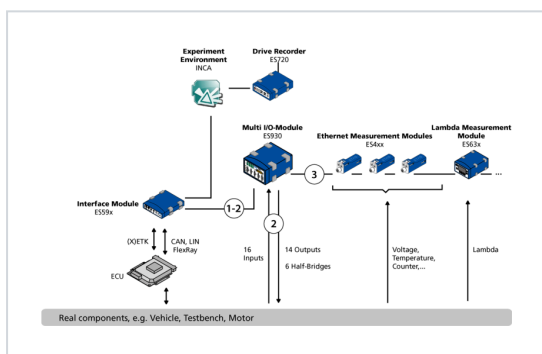 Experiment
Environment
INCA
Drive Recorder
ES720
Multi I/O-Module
ES930
Ethernet Measurement Modules
ES4xx
Lambda Measurement
Module
ES63x
3
...
Interface Module
ES59x
1-2
2
(X)ETK
CAN, LIN
FlexRay
ECU
16
Inputs
14 Outputs
6 Half-Bridges
Voltage,
Temperature,
Counter,...
Lambda
Real components, e.g. Vehicle, Testbench, Motor